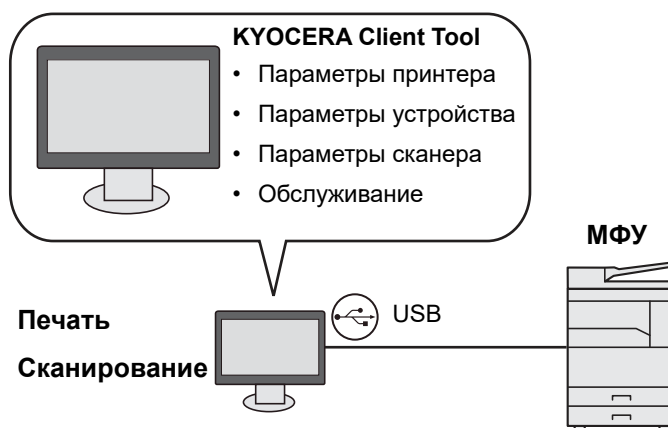 KYOCERA Client Tool
• Параметры принтера
• Параметры устройства
• Параметры сканера
• Обслуживание
МФУ
USB
Печать
Сканирование